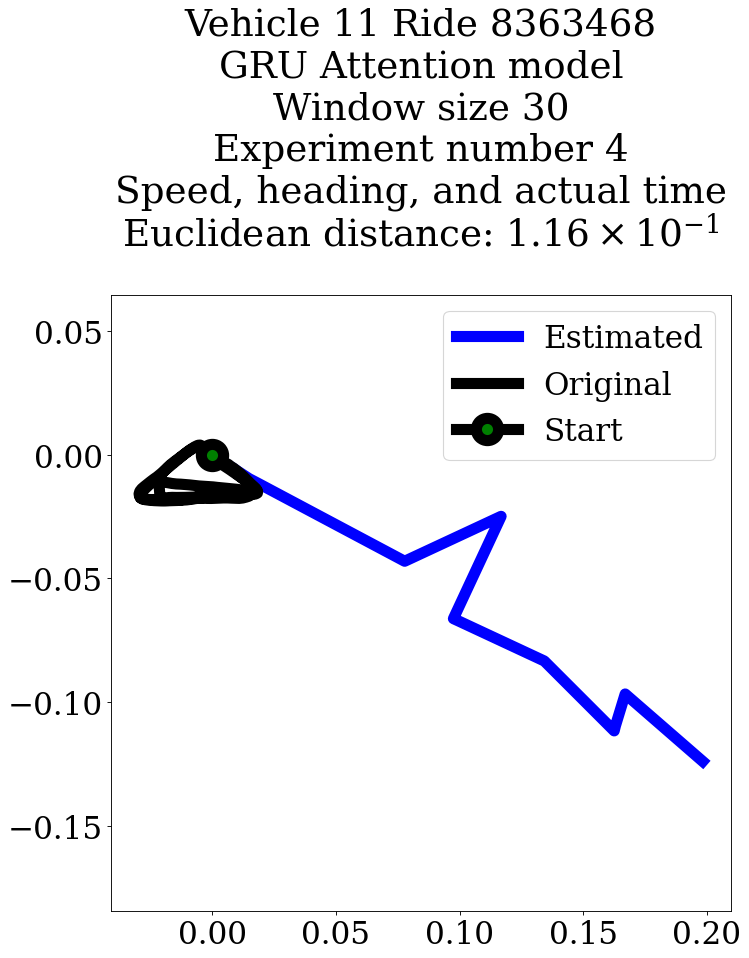 Vehicle 11 Ride 8363468
GRU Attention model
Window size 30
Experiment number 4
Speed, heading, and actual time
Euclidean distance: 1.16 × 10⁻¹
Estimated
Original
Start
0.05
0.00
−0.05
−0.10
−0.15
0.00 0.05 0.10 0.15 0.20